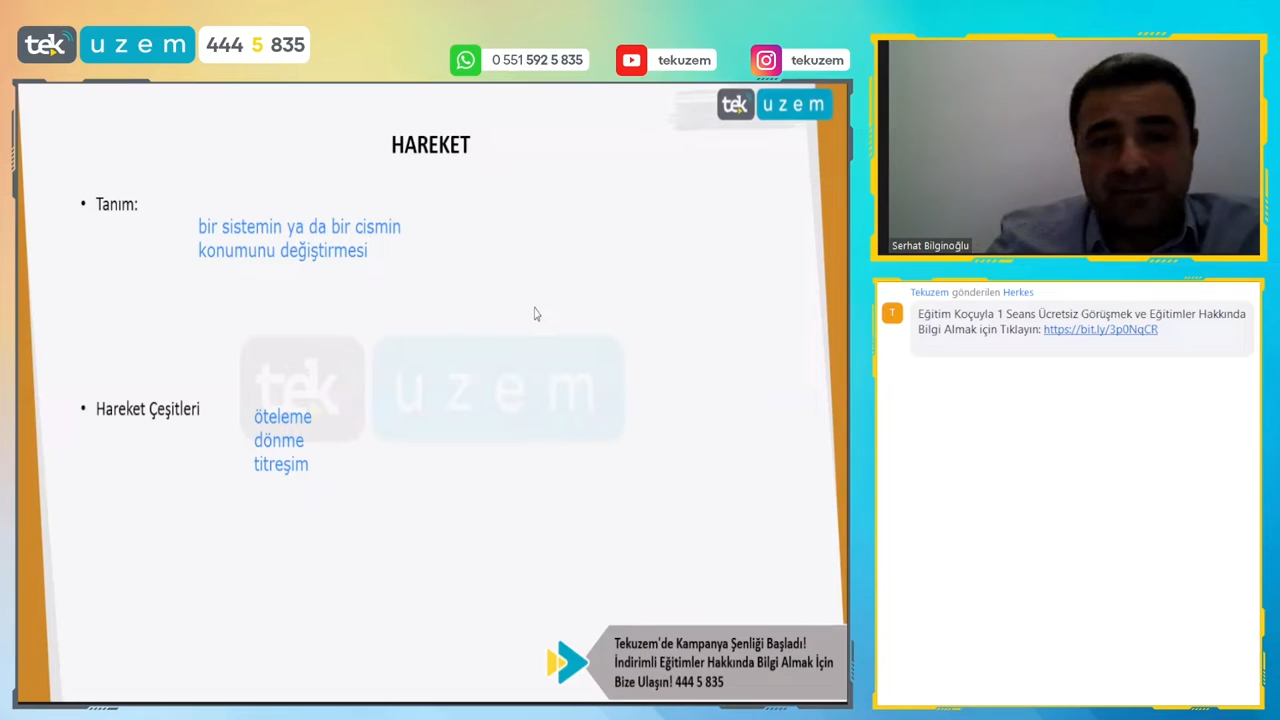 tek uzem 444 5 835
0 551 592 5 835
tekuzem
tekuzem
tek uzem
HAREKET
• Tanım:
bir sistemin ya da bir cismin
konumunu değiştirmesi
tek uzem
• Hareket Çeşitleri
öteleme
dönme
titreşim
Tekuzem'de Kampanya Şenliği Başladı!
İndirimli Eğitimler Hakkında Bilgi Almak İçin
Bize Ulaşın! 444 5 835
Serhat Bilginoğlu
Tekuzem gönderilen Herkes
T
Eğitim Koçuyla 1 Seans Ücretsiz Görüşmek ve Eğitimler Hakkında
Bilgi Almak için Tıklayın: https://bit.ly/3p0NqCR